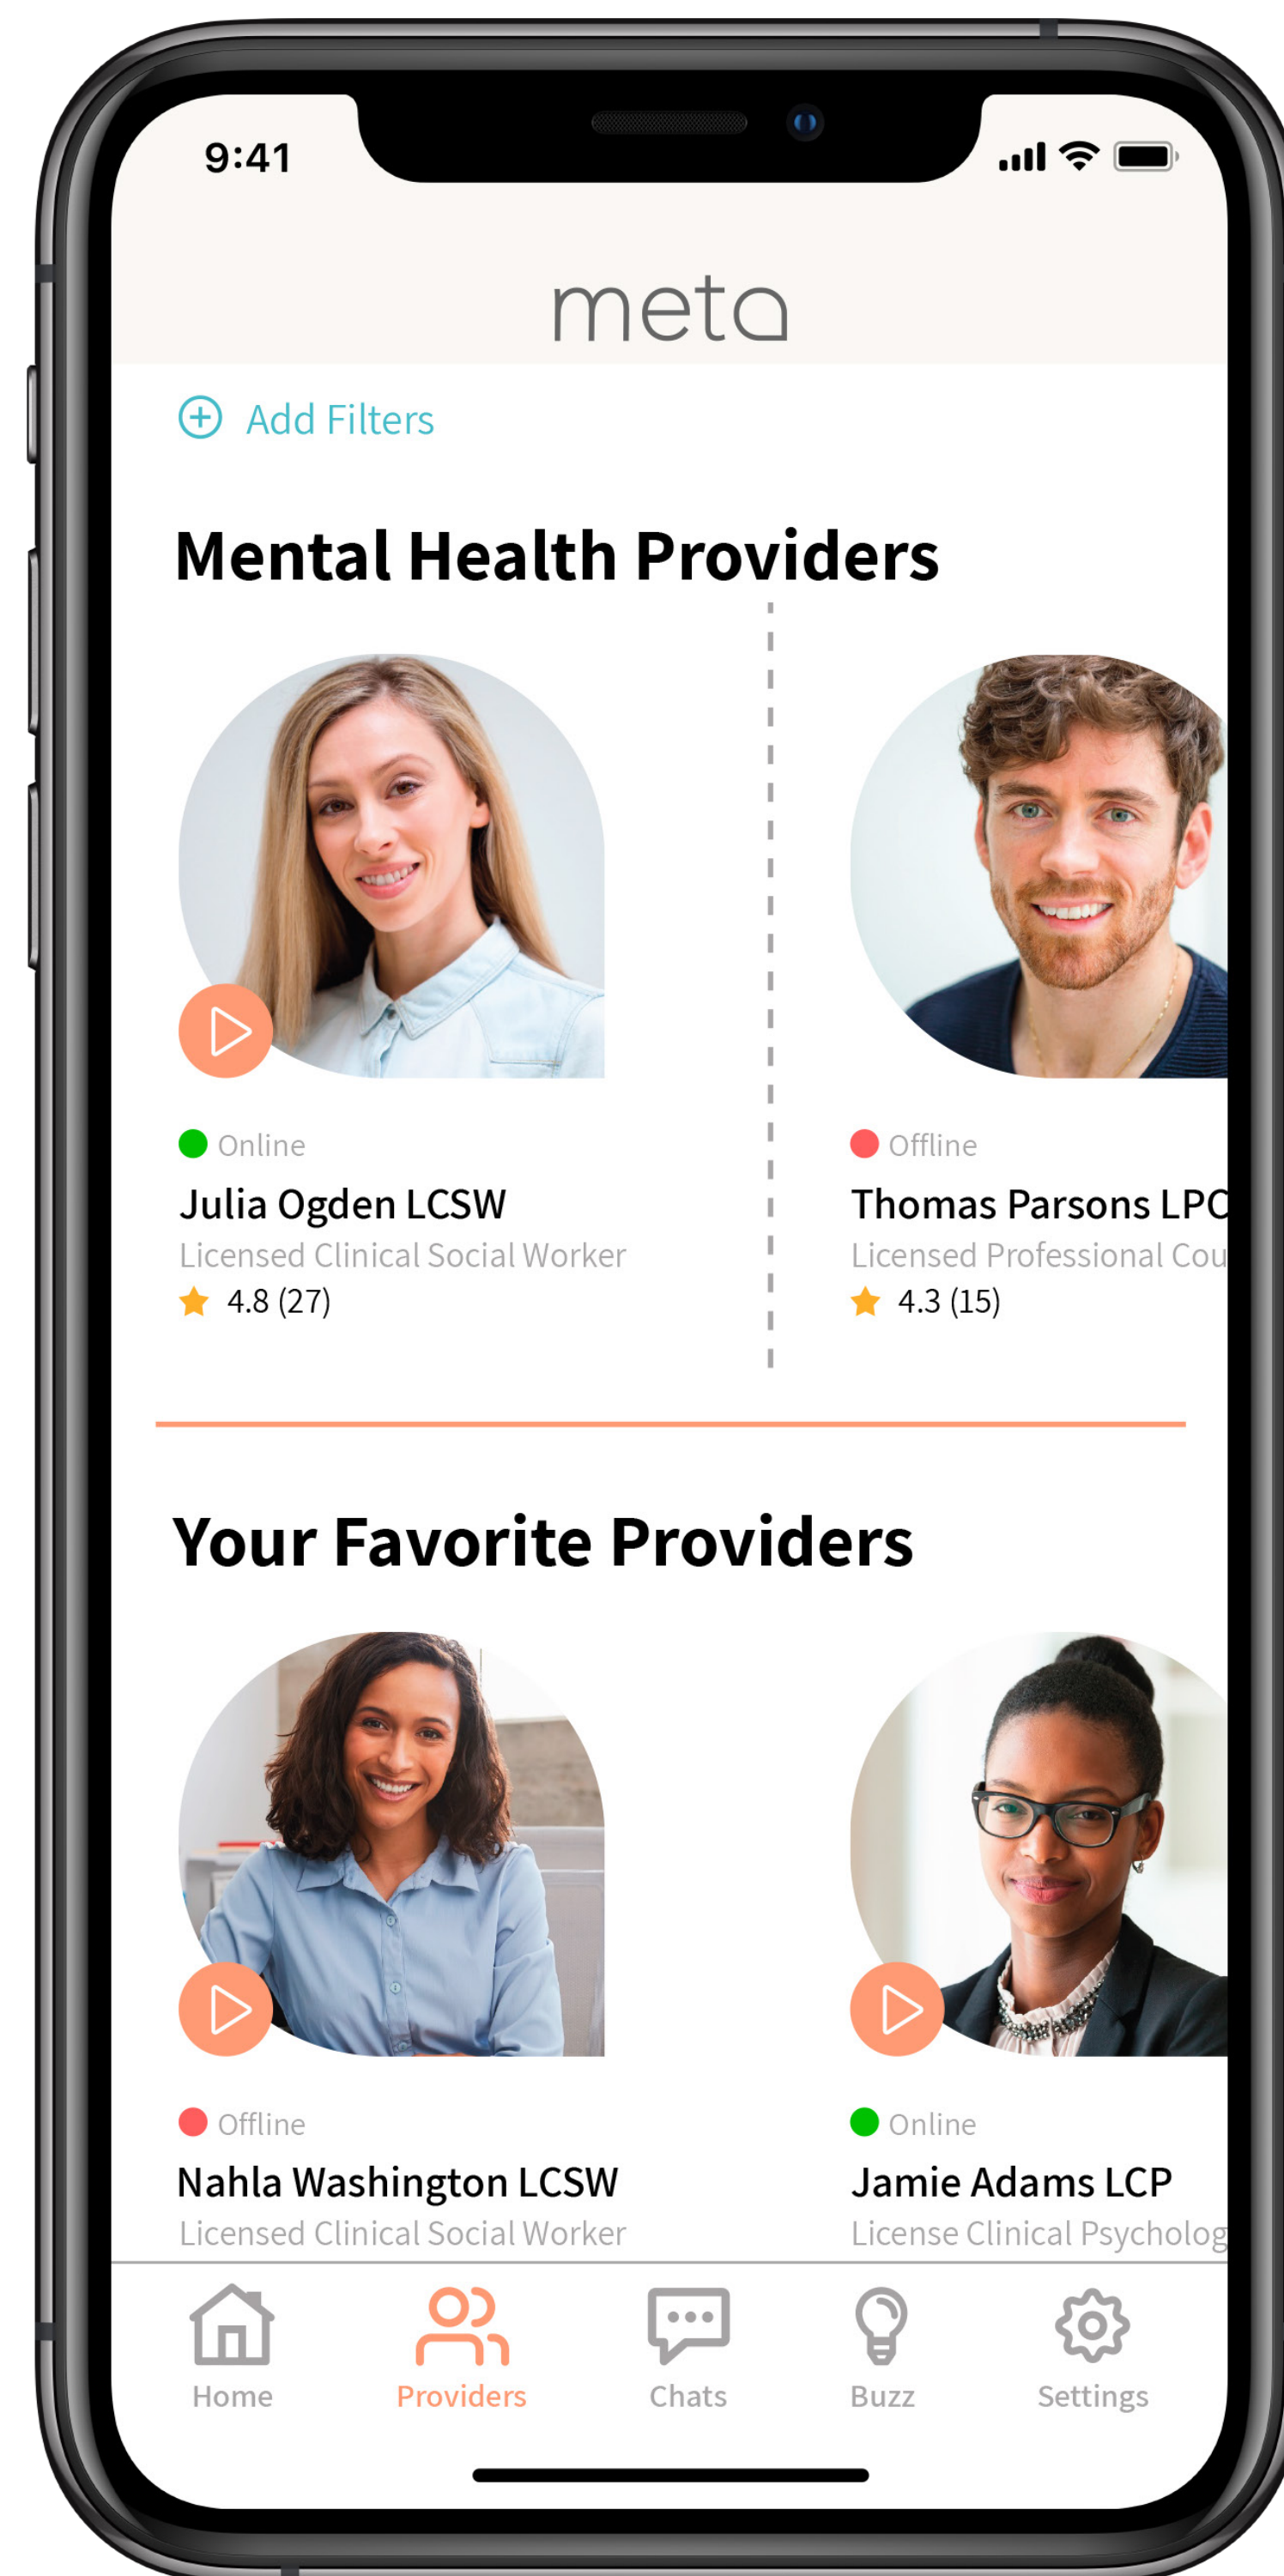 9:41
meta
Add Filters
Mental Health Providers
Online
Julia Ogden LCSW
Licensed Clinical Social Worker
4.8 (27)
Offline
Thomas Parsons LPC
Licensed Professional Cou
4.3 (15)
Your Favorite Providers
Offline
Nahla Washington LCSW
Licensed Clinical Social Worker
Online
Jamie Adams LCP
License Clinical Psycholog
Home
Providers
Chats
Buzz
Settings